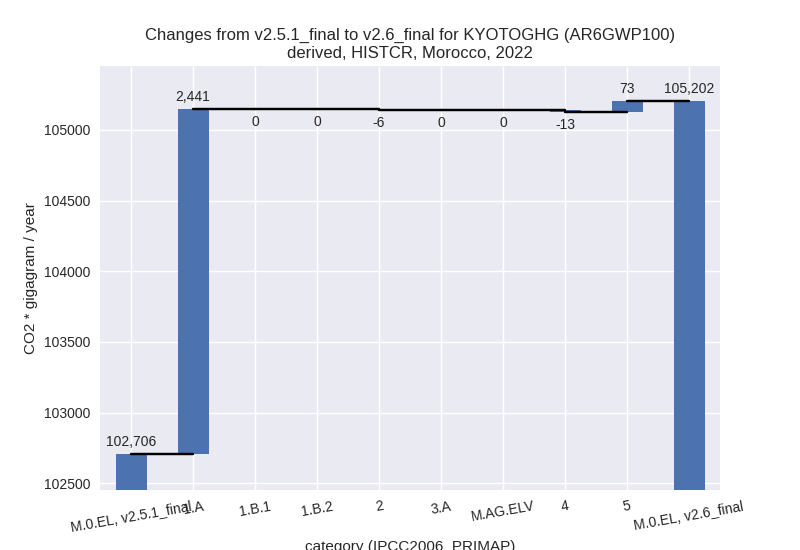 Changes from v2.5.1_final to v2.6_final for KYOTOGHG (AR6GWP100)
derived, HISTCR, Morocco, 2022
CO2 * gigagram / year
105000
104500
104000
103500
103000
102500
102,706
2,441
0
0
-6
0
0
-13
73
105,202
M.0.EL, v2.5.1_final
1.A
1.B.1
1.B.2
2
3.A
M.AG.ELV
4
5
M.0.EL, v2.6_final
category (IPCC2006_PRIMAP)